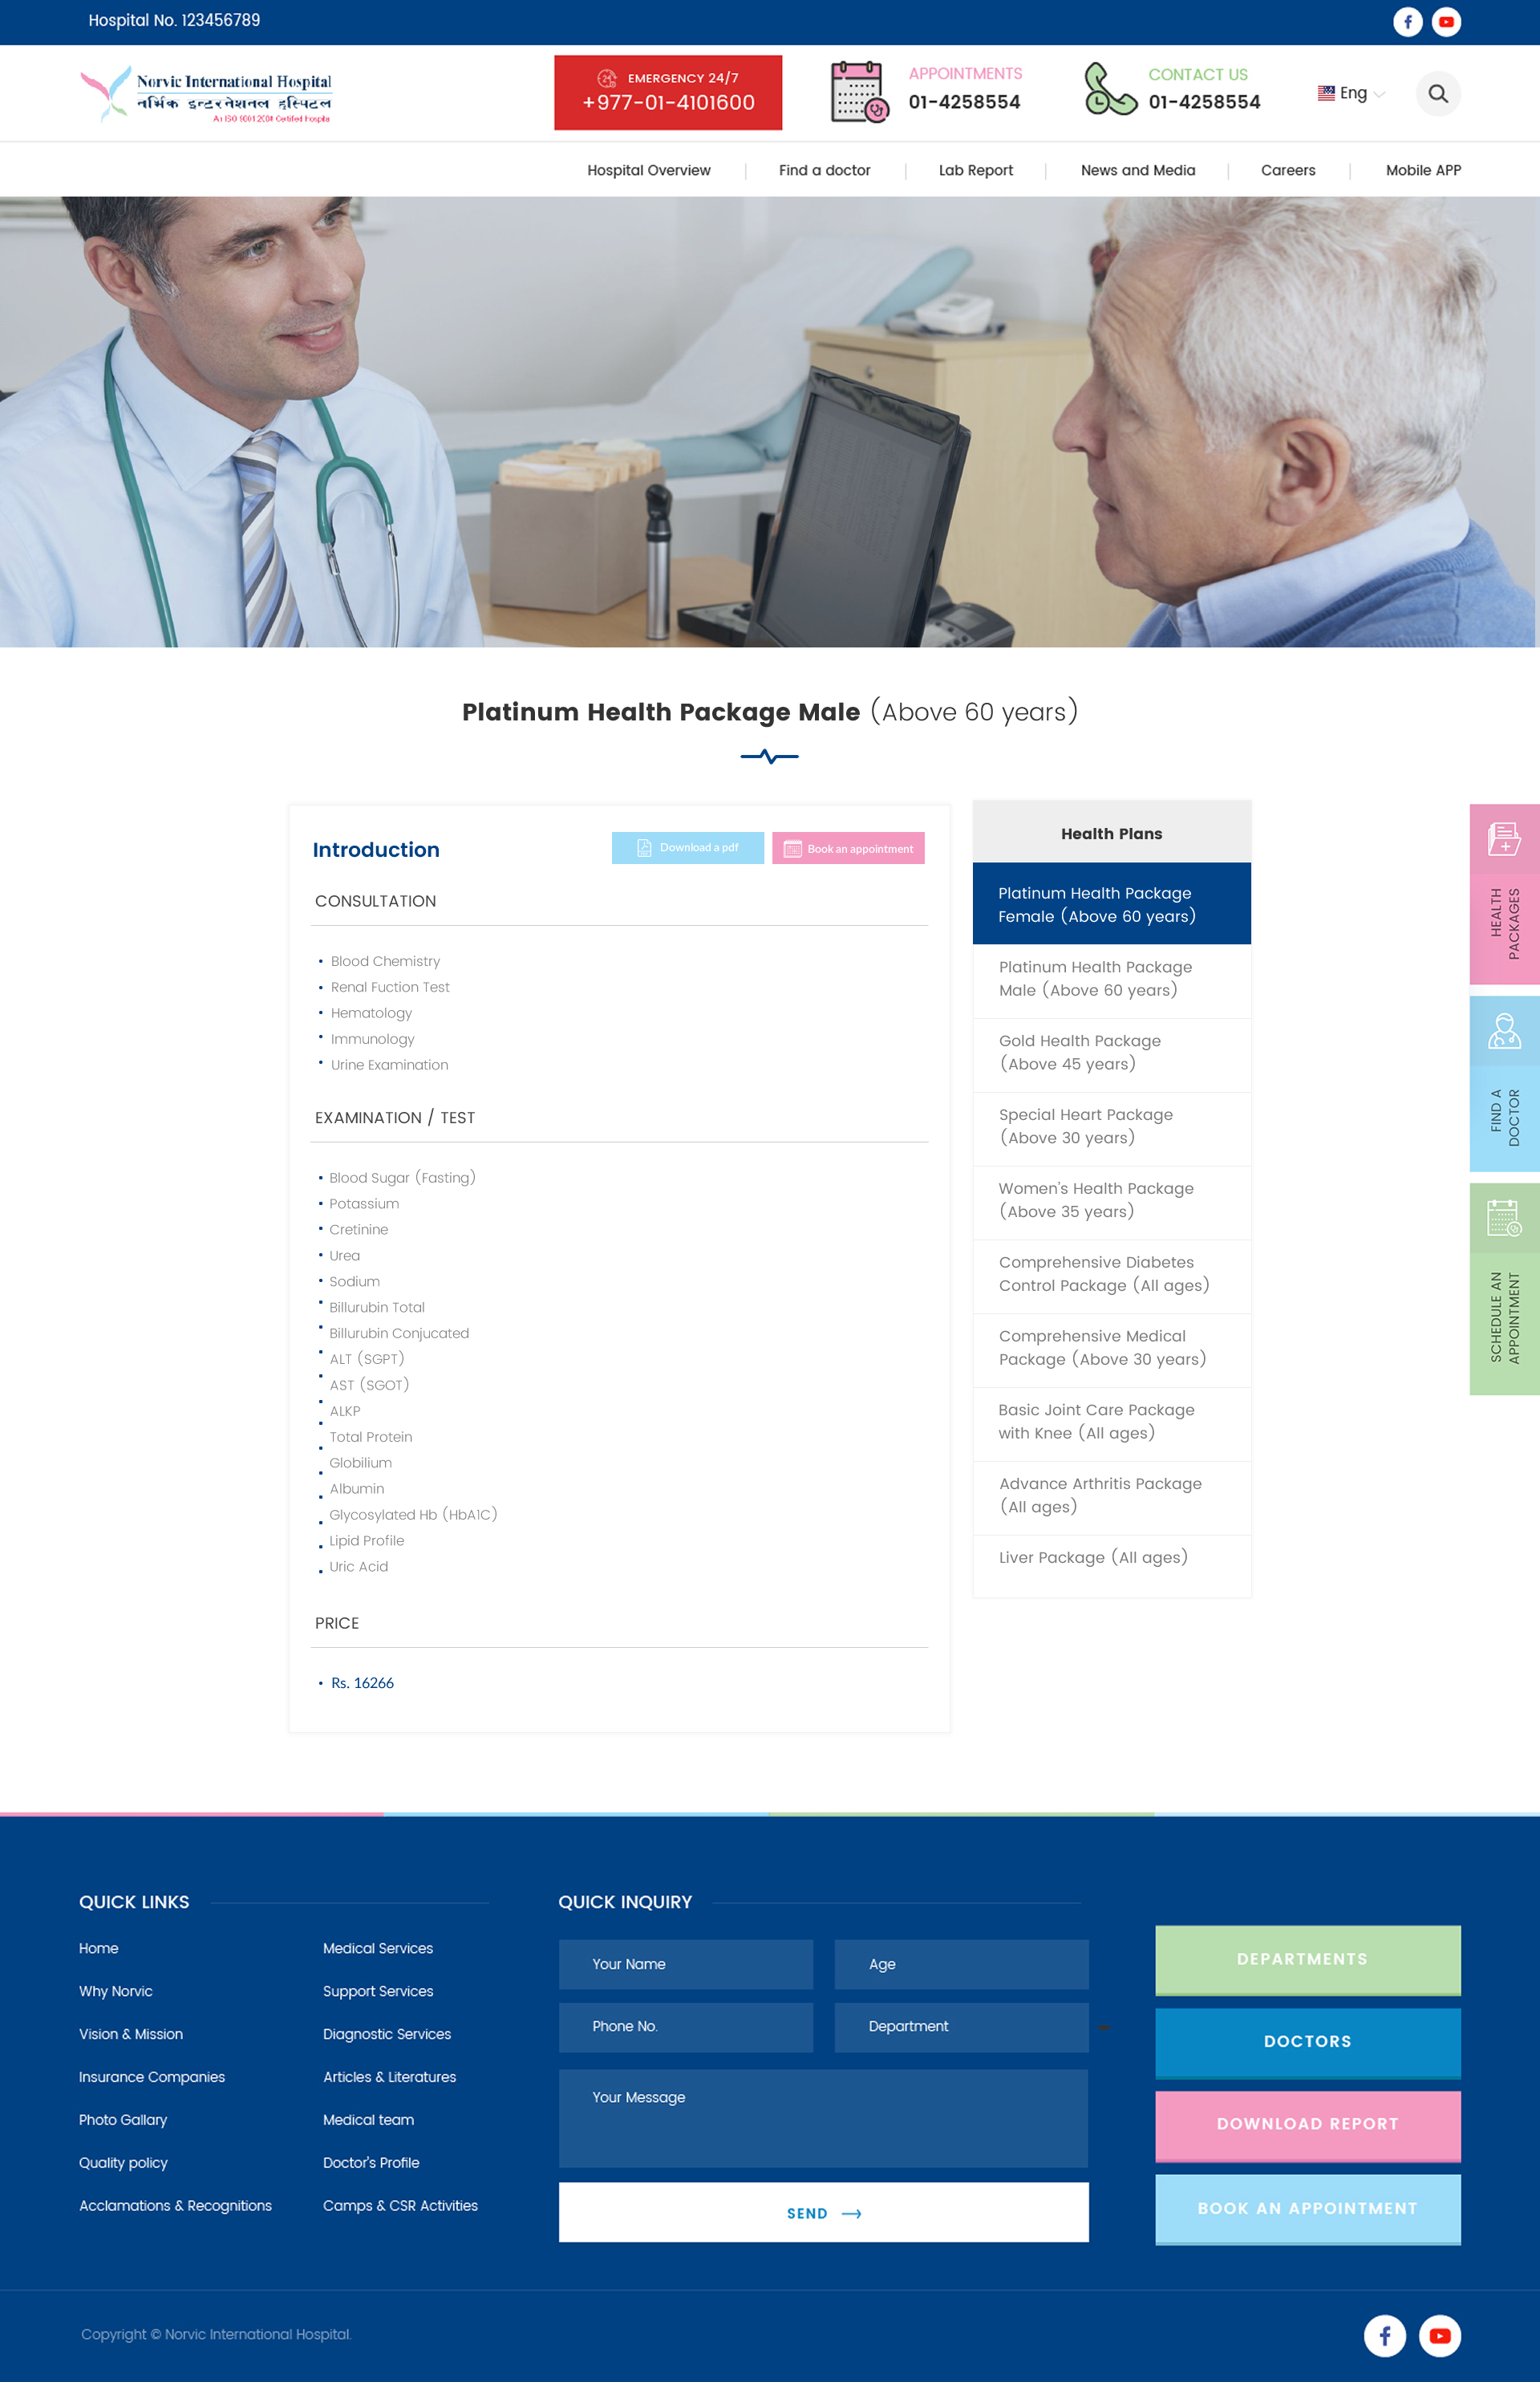 Hospital No. 123456789
Norvic International Hospital
नर्भिक इन्टरनेशनल हस्पिटल
An ISO 9001:2008 Certified Hospital
EMERGENCY 24/7
+977-01-4101600
APPOINTMENTS
01-4258554
CONTACT US
01-4258554
Eng
Hospital Overview
Find a doctor
Lab Report
News and Media
Careers
Mobile APP
Platinum Health Package Male (Above 60 years)
Introduction
Download a pdf
Book an appointment
CONSULTATION
Blood Chemistry
Renal Fuction Test
Hematology
Immunology
Urine Examination
EXAMINATION / TEST
Blood Sugar (Fasting)
Potassium
Cretinine
Urea
Sodium
Billurubin Total
Billurubin Conjucated
ALT (SGPT)
AST (SGOT)
ALKP
Total Protein
Globilium
Albumin
Glycosylated Hb (HbA1C)
Lipid Profile
Uric Acid
PRICE
Rs. 16266
Health Plans
Platinum Health Package
Female (Above 60 years)
Platinum Health Package
Male (Above 60 years)
Gold Health Package
(Above 45 years)
Special Heart Package
(Above 30 years)
Women's Health Package
(Above 35 years)
Comprehensive Diabetes
Control Package (All ages)
Comprehensive Medical
Package (Above 30 years)
Basic Joint Care Package
with Knee (All ages)
Advance Arthritis Package
(All ages)
Liver Package (All ages)
HEALTH
PACKAGES
FIND A
DOCTOR
SCHEDULE AN
APPOINTMENT
QUICK LINKS
Home
Why Norvic
Vision & Mission
Insurance Companies
Photo Gallary
Quality policy
Acclamations & Recognitions
Medical Services
Support Services
Diagnostic Services
Articles & Literatures
Medical team
Doctor's Profile
Camps & CSR Activities
QUICK INQUIRY
Your Name
Age
Phone No.
Department
Your Message
SEND
DEPARTMENTS
DOCTORS
DOWNLOAD REPORT
BOOK AN APPOINTMENT
Copyright © Norvic International Hospital.